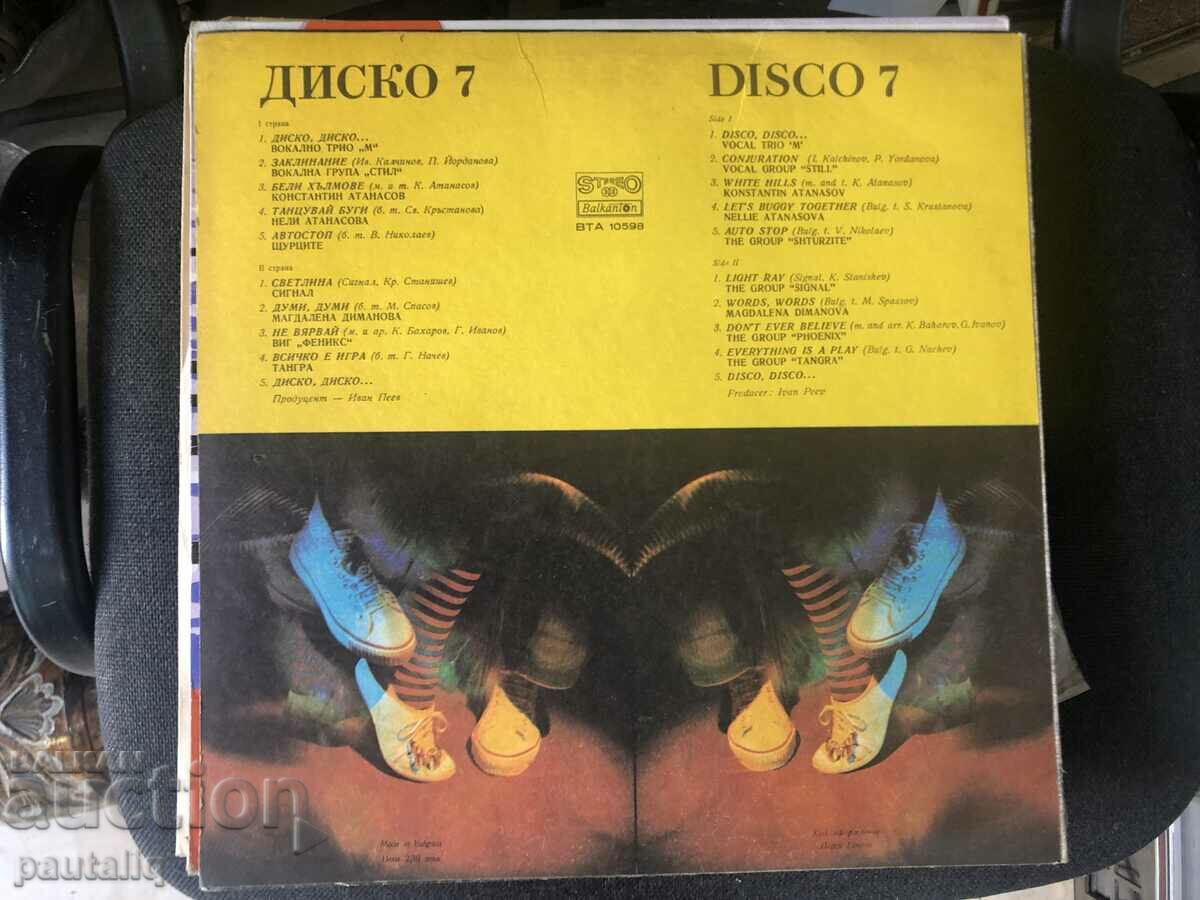 ДИСКО 7
I страна
1. ДИСКО, ДИСКО...
ВОКАЛНО ТРИО „М“
2. ЗАКЛИНАНИЕ (Ив. Калчинов, П. Йорданова)
ВОКАЛНА ГРУПА „СТИЛ“
3. БЕЛИ ХЪЛМОВЕ (м. и т. К. Атанасов)
КОНСТАНТИН АТАНАСОВ
4. ТАНЦУВАЙ БУГИ (б. т. Св. Кръстанова)
НЕЛИ АТАНАСОВА
5. АВТОСТОП (б. т. В. Николаев)
ЩУРЦИТЕ
II страна
1. СВЕТЛИНА (Сигнал, Кр. Станишев)
СИГНАЛ
2. ДУМИ, ДУМИ (б. т. М. Спасов)
МАГДАЛЕНА ДИМАНОВА
3. НЕ ВЯРВАЙ (м. и ар. К. Бахаров, Г. Иванов)
ВИГ „ФЕНИКС“
4. ВСИЧКО Е ИГРА (б. т. Г. Начев)
ТАНГРА
5. ДИСКО, ДИСКО...
Продуцент — Иван Пеев
STEREO
33
Balkanton
ВТА 10598
DISCO 7
Side I
1. DISCO, DISCO...
VOCAL TRIO 'M'
2. CONJURATION (I. Kalchinov, P. Yordanova)
VOCAL GROUP "STILL"
3. WHITE HILLS (m. and t. K. Atanasov)
KONSTANTIN ATANASOV
4. LET'S BUGGY TOGETHER (Bulg. t. S. Krustanova)
NELLIE ATANASOVA
5. AUTO STOP (Bulg. t. V. Nikolaev)
THE GROUP "SHTURZITE"
Side II
1. LIGHT RAY (Signal, K. Stanishev)
THE GROUP "SIGNAL"
2. WORDS, WORDS (Bulg. t. M. Spassov)
MAGDALENA DIMANOVA
3. DON'T EVER BELIEVE (m. and arr. K. Baharov, G. Ivanov)
THE GROUP "PHOENIX"
4. EVERYTHING IS A PLAY (Bulg. t. G. Nachev)
THE GROUP "TANGRA"
5. DISCO, DISCO...
Producer: Ivan Peev
Made in Bulgaria
Цена
БАЛКАН
auction
pautaliq